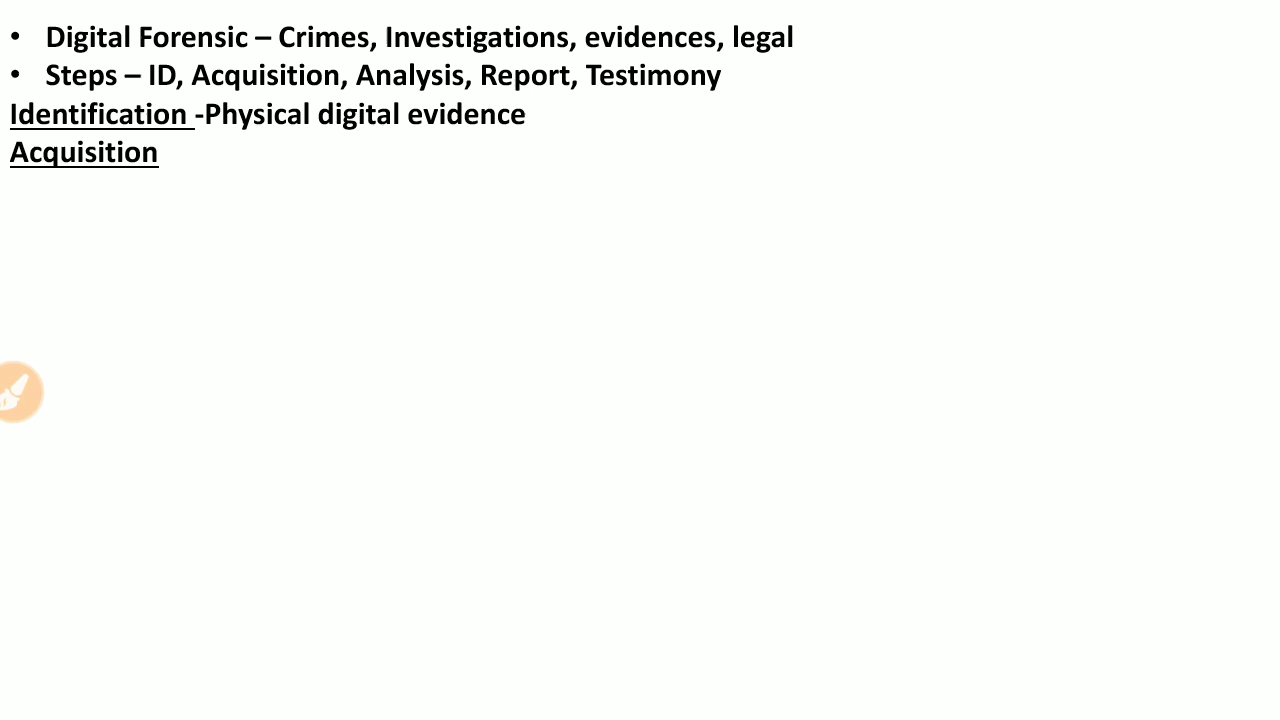 • Digital Forensic – Crimes, Investigations, evidences, legal
• Steps – ID, Acquisition, Analysis, Report, Testimony
Identification -Physical digital evidence
Acquisition